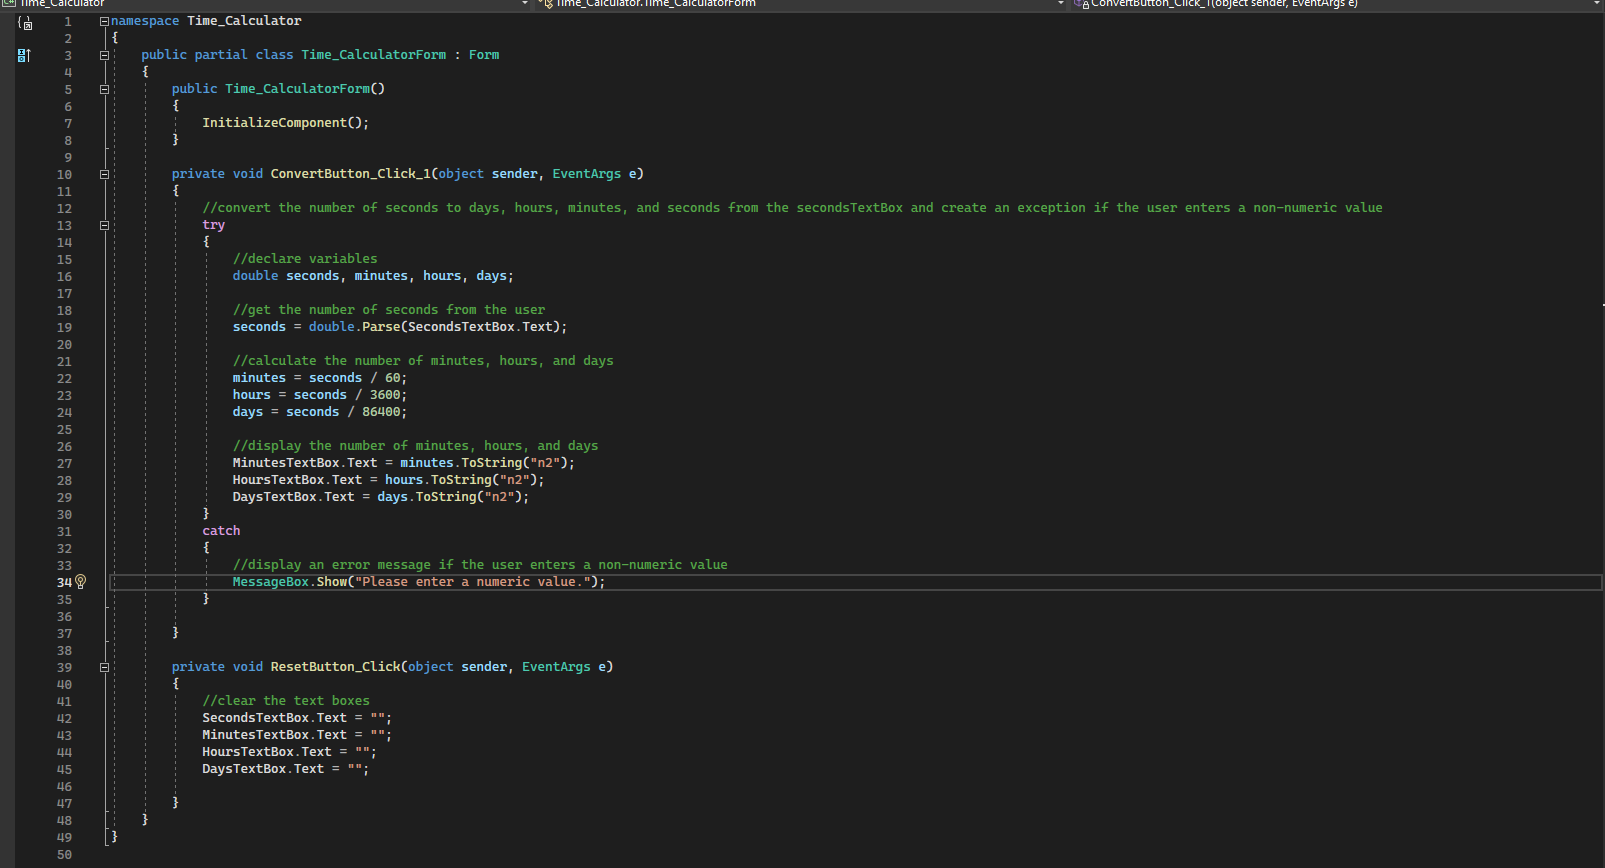 Time_Calculator
Time_Calculator.Time_CalculatorForm
ConvertButton_Click_1(object sender, EventArgs e)
1 namespace Time_Calculator
2 {
3 public partial class Time_CalculatorForm : Form
4 {
5 public Time_CalculatorForm()
6 {
7 InitializeComponent();
8 }
9
10 private void ConvertButton_Click_1(object sender, EventArgs e)
11 {
12 //convert the number of seconds to days, hours, minutes, and seconds from the secondsTextBox and create an exception if the user enters a non-numeric value
13 try
14 {
15 //declare variables
16 double seconds, minutes, hours, days;
17
18 //get the number of seconds from the user
19 seconds = double.Parse(SecondsTextBox.Text);
20
21 //calculate the number of minutes, hours, and days
22 minutes = seconds / 60;
23 hours = seconds / 3600;
24 days = seconds / 86400;
25
26 //display the number of minutes, hours, and days
27 MinutesTextBox.Text = minutes.ToString("n2");
28 HoursTextBox.Text = hours.ToString("n2");
29 DaysTextBox.Text = days.ToString("n2");
30 }
31 catch
32 {
33 //display an error message if the user enters a non-numeric value
34 MessageBox.Show("Please enter a numeric value.");
35 }
36
37 }
38
39 private void ResetButton_Click(object sender, EventArgs e)
40 {
41 //clear the text boxes
42 SecondsTextBox.Text = "";
43 MinutesTextBox.Text = "";
44 HoursTextBox.Text = "";
45 DaysTextBox.Text = "";
46
47 }
48 }
49 }
50